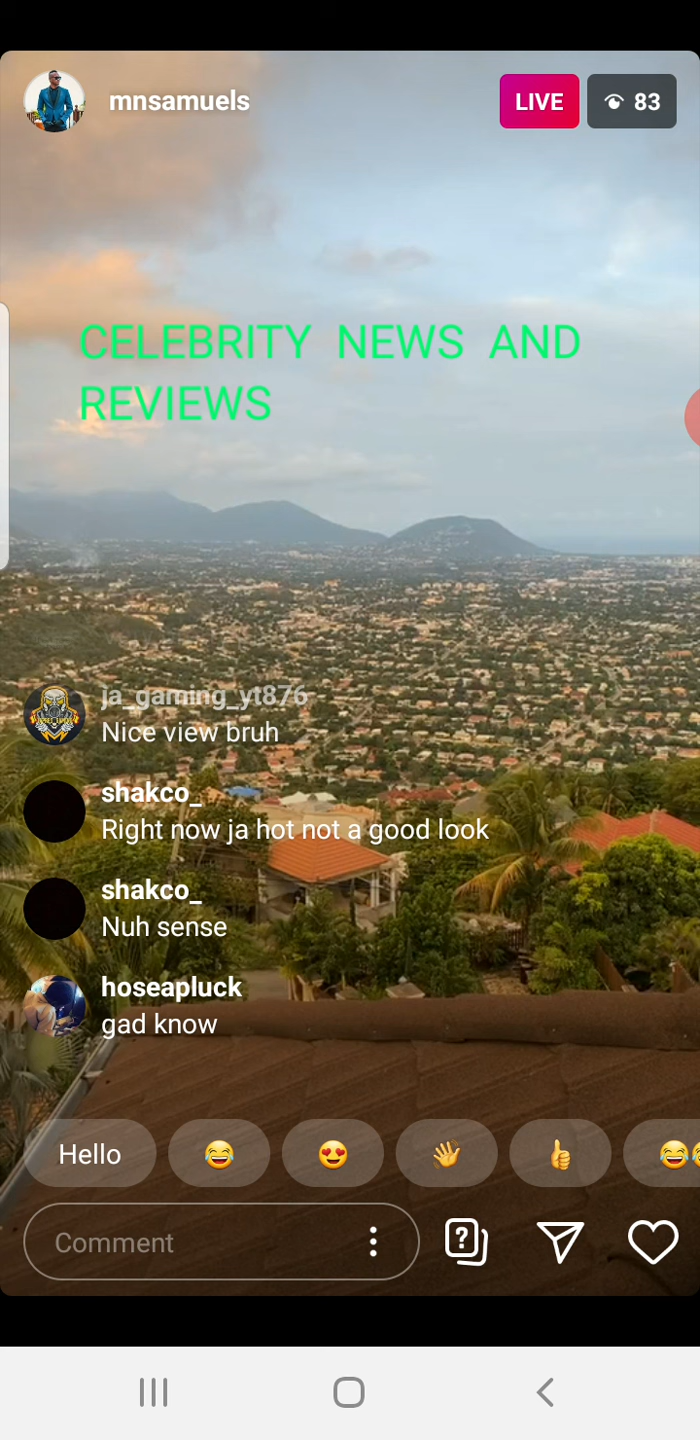 mnsamuels
LIVE
83
CELEBRITY NEWS AND
REVIEWS
ja_gaming_yt876
Nice view bruh
shakco_
Right now ja hot not a good look
shakco_
Nuh sense
hoseapluck
gad know
Hello
Comment